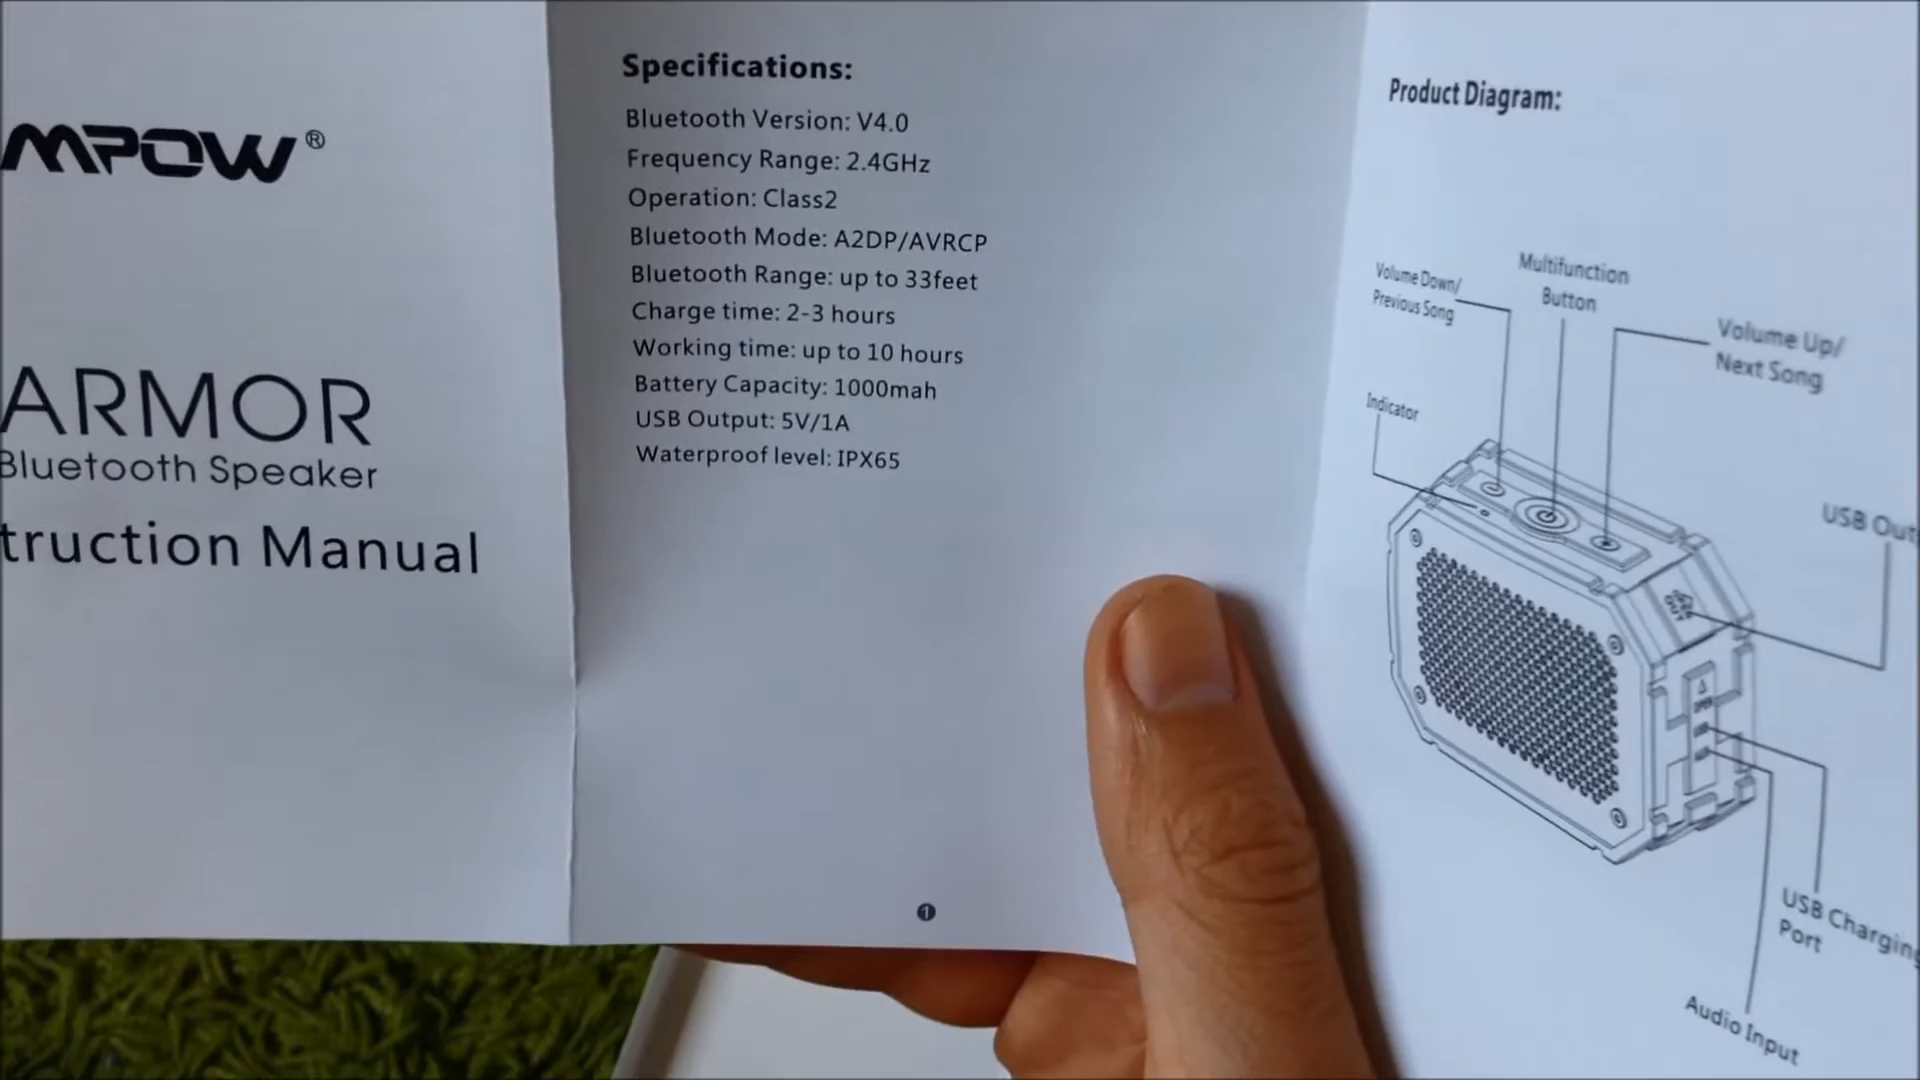 MPOW®
ARMOR
Bluetooth Speaker
truction Manual
Specifications:
Bluetooth Version: V4.0
Frequency Range: 2.4GHz
Operation: Class2
Bluetooth Mode: A2DP/AVRCP
Bluetooth Range: up to 33feet
Charge time: 2-3 hours
Working time: up to 10 hours
Battery Capacity: 1000mah
USB Output: 5V/1A
Waterproof level: IPX65
1
Product Diagram:
Volume Down/
Previous Song
Multifunction
Button
Volume Up/
Next Song
Indicator
USB Out
USB Charging
Port
Audio Input